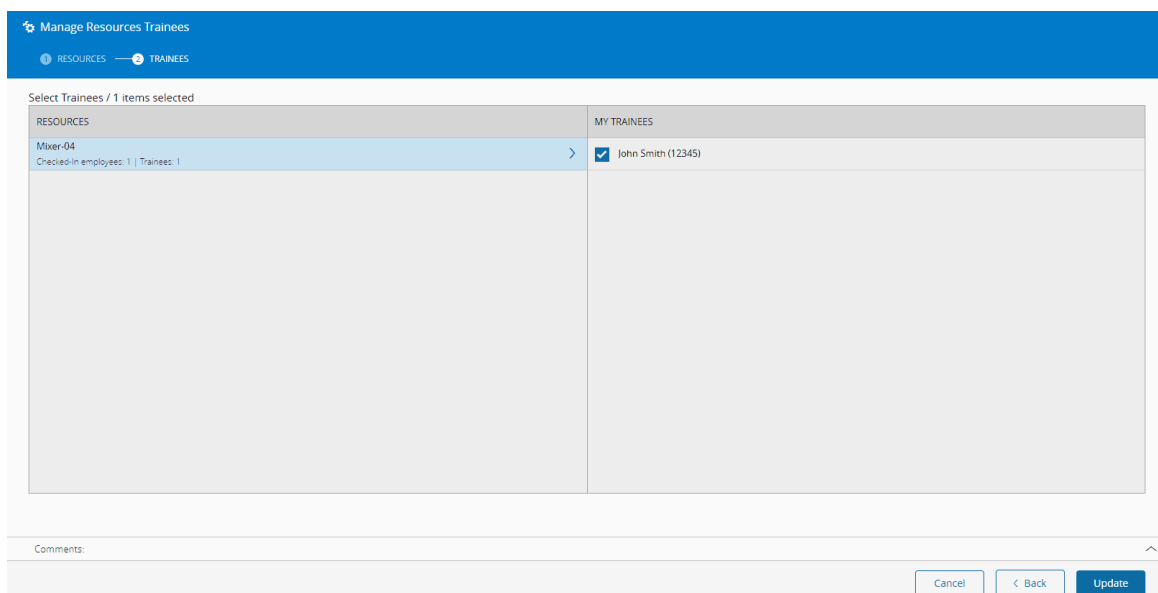 Manage Resources Trainees
1 RESOURCES 2 TRAINEES
Select Trainees / 1 items selected
RESOURCES
MY TRAINEES
Mixer-04
Checked-In employees: 1 | Trainees: 1
John Smith (12345)
Comments:
Cancel
< Back
Update